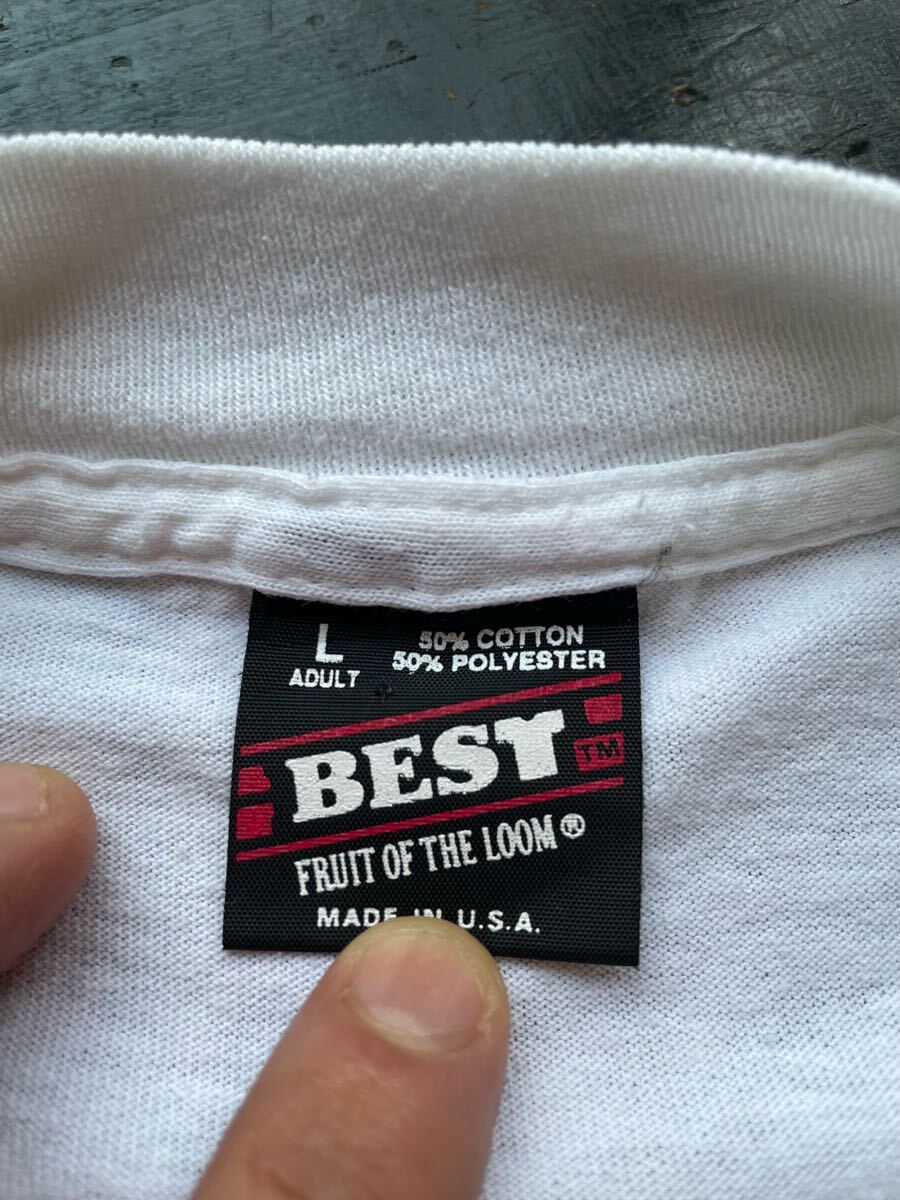 L
ADULT
50% COTTON
50% POLYESTER
BEST
TM
FRUIT OF THE LOOM®
MADE IN U.S.A.